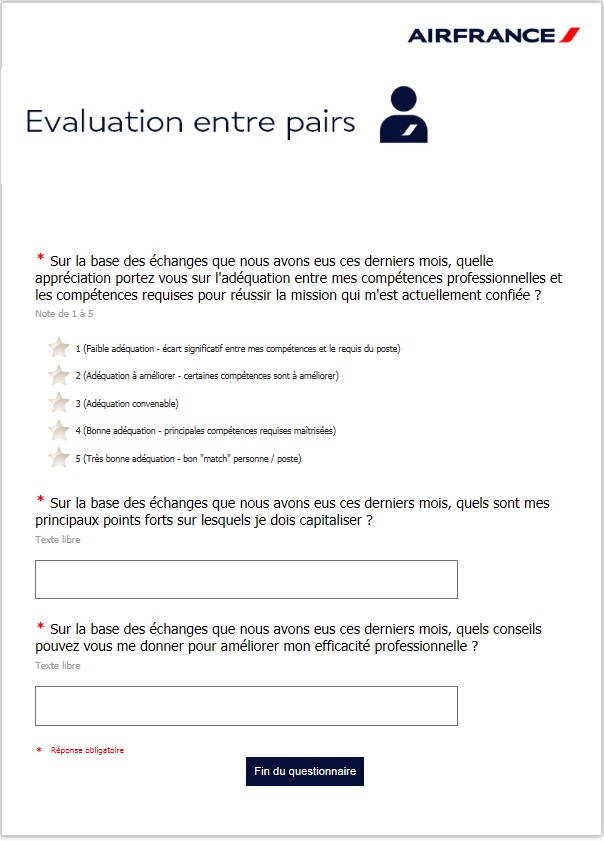 AIRFRANCE
Evaluation entre pairs
* Sur la base des échanges que nous avons eus ces derniers mois, quelle
appréciation portez vous sur l'adéquation entre mes compétences professionnelles et
les compétences requises pour réussir la mission qui m'est actuellement confiée ?
Note de 1 à 5
1 (Faible adéquation - écart significatif entre mes compétences et le requis du poste)
2 (Adéquation à améliorer - certaines compétences sont à améliorer)
3 (Adéquation convenable)
4 (Bonne adéquation - principales compétences requises maîtrisées)
5 (Très bonne adéquation - bon "match" personne / poste)
* Sur la base des échanges que nous avons eus ces derniers mois, quels sont mes
principaux points forts sur lesquels je dois capitaliser ?
Texte libre
* Sur la base des échanges que nous avons eus ces derniers mois, quels conseils
pouvez vous me donner pour améliorer mon efficacité professionnelle ?
Texte libre
* Réponse obligatoire
Fin du questionnaire